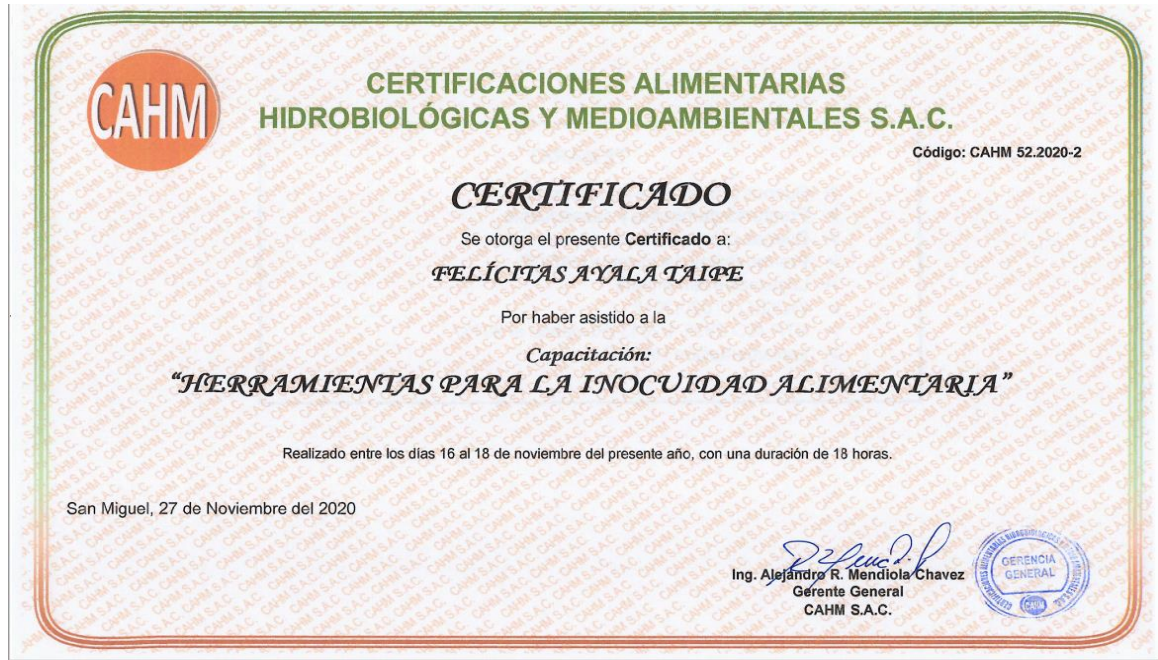 CAHM
CERTIFICACIONES ALIMENTARIAS
HIDROBIOLÓGICAS Y MEDIOAMBIENTALES S.A.C.
Código: CAHM 52.2020-2
CERTIFICADO
Se otorga el presente Certificado a:
FELÍCITAS AYALA TAIPE
Por haber asistido a la
Capacitación:
“HERRAMIENTAS PARA LA INOCUIDAD ALIMENTARIA”
Realizado entre los días 16 al 18 de noviembre del presente año, con una duración de 18 horas.
San Miguel, 27 de Noviembre del 2020
Ing. Alejandro R. Mendiola Chavez
Gerente General
CAHM S.A.C.
GERENCIA
GENERAL
CAHM